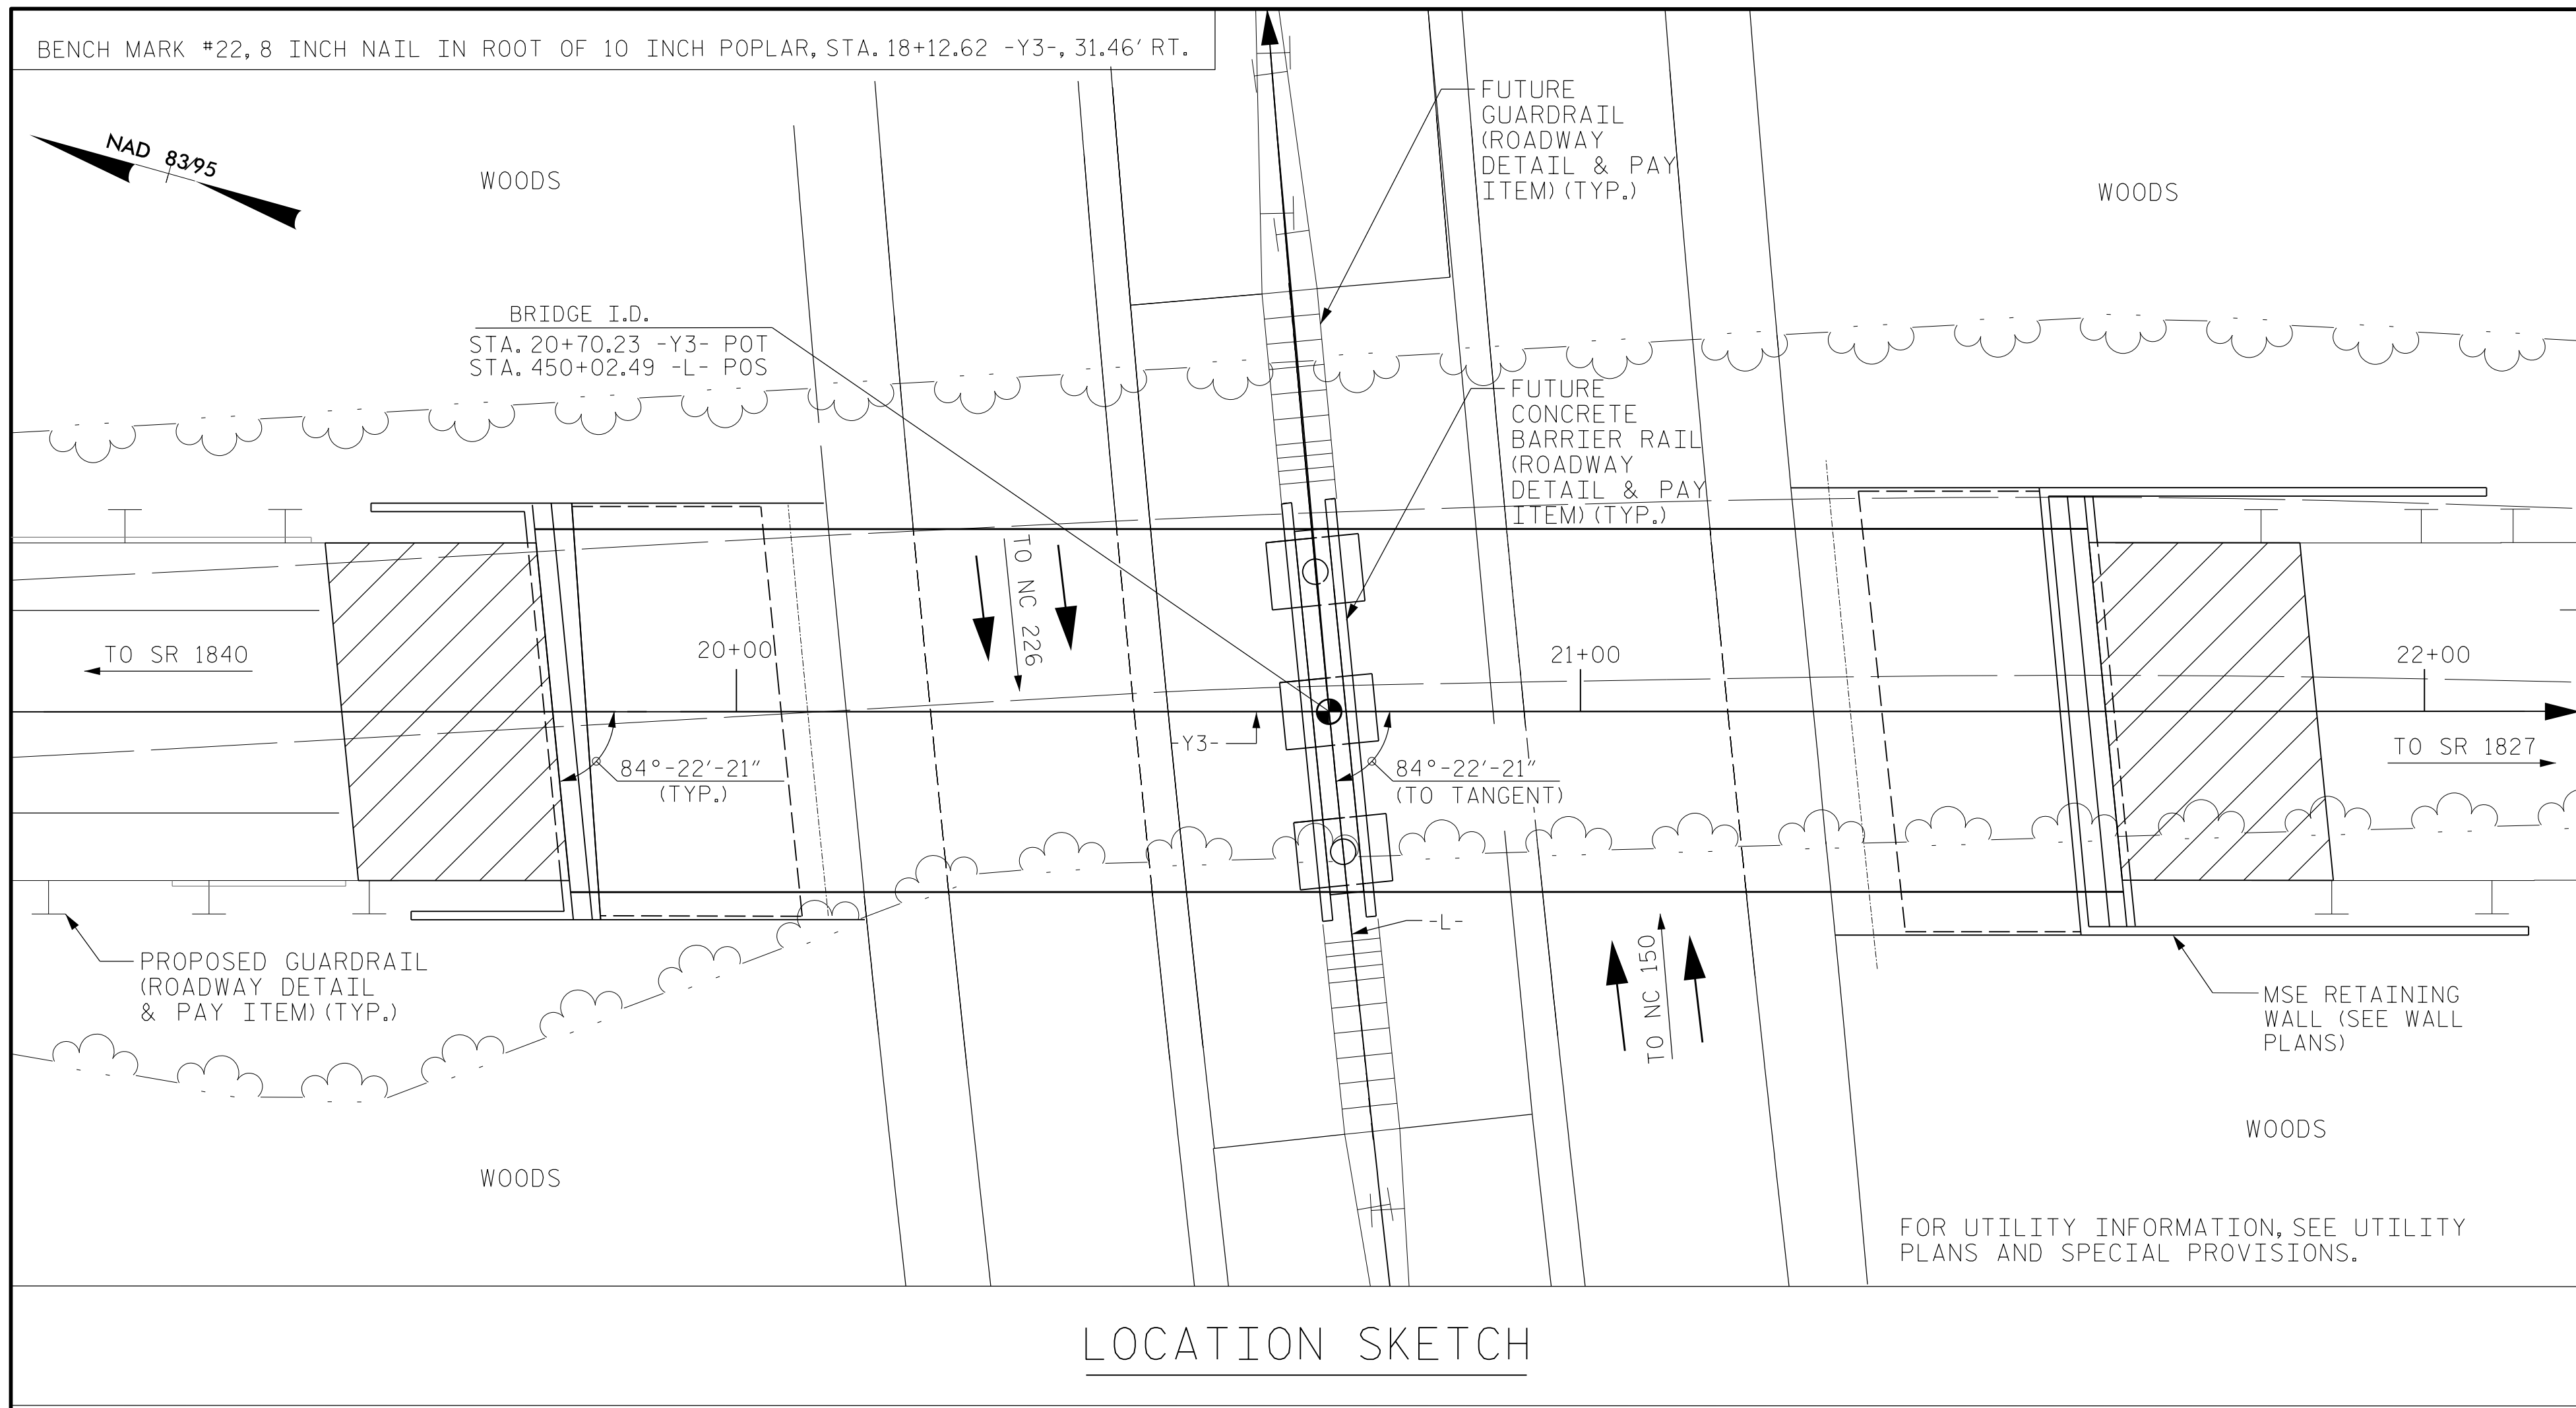 BENCH MARK #22, 8 INCH NAIL IN ROOT OF 10 INCH POPLAR, STA. 18+12.62 -Y3-, 31.46' RT.
NAD 83/95
WOODS
FUTURE
GUARDRAIL
(ROADWAY
DETAIL & PAY
ITEM) (TYP.)
WOODS
BRIDGE I.D.
STA. 20+70.23 -Y3- POT
STA. 450+02.49 -L- POS
FUTURE
CONCRETE
BARRIER RAIL
(ROADWAY
DETAIL & PAY
ITEM) (TYP.)
TO NC 226
TO SR 1840
20+00
21+00
22+00
-Y3-
TO SR 1827
84°-22'-21"
(TYP.)
84°-22'-21"
(TO TANGENT)
-L-
PROPOSED GUARDRAIL
(ROADWAY DETAIL
& PAY ITEM) (TYP.)
TO NC 150
MSE RETAINING
WALL (SEE WALL
PLANS)
WOODS
WOODS
FOR UTILITY INFORMATION, SEE UTILITY
PLANS AND SPECIAL PROVISIONS.
LOCATION SKETCH